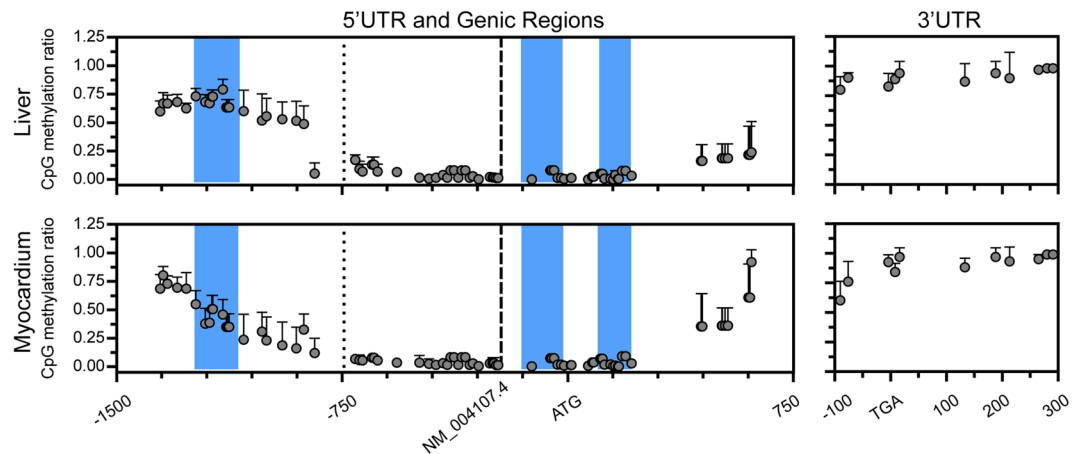 5'UTR and Genic Regions
3'UTR
Liver
CpG methylation ratio
1.25
1.00
0.75
0.50
0.25
0.00
Myocardium
CpG methylation ratio
1.25
1.00
0.75
0.50
0.25
0.00
-1500
-750
NM_004107.4
ATG
750
-100
TGA
100
200
300